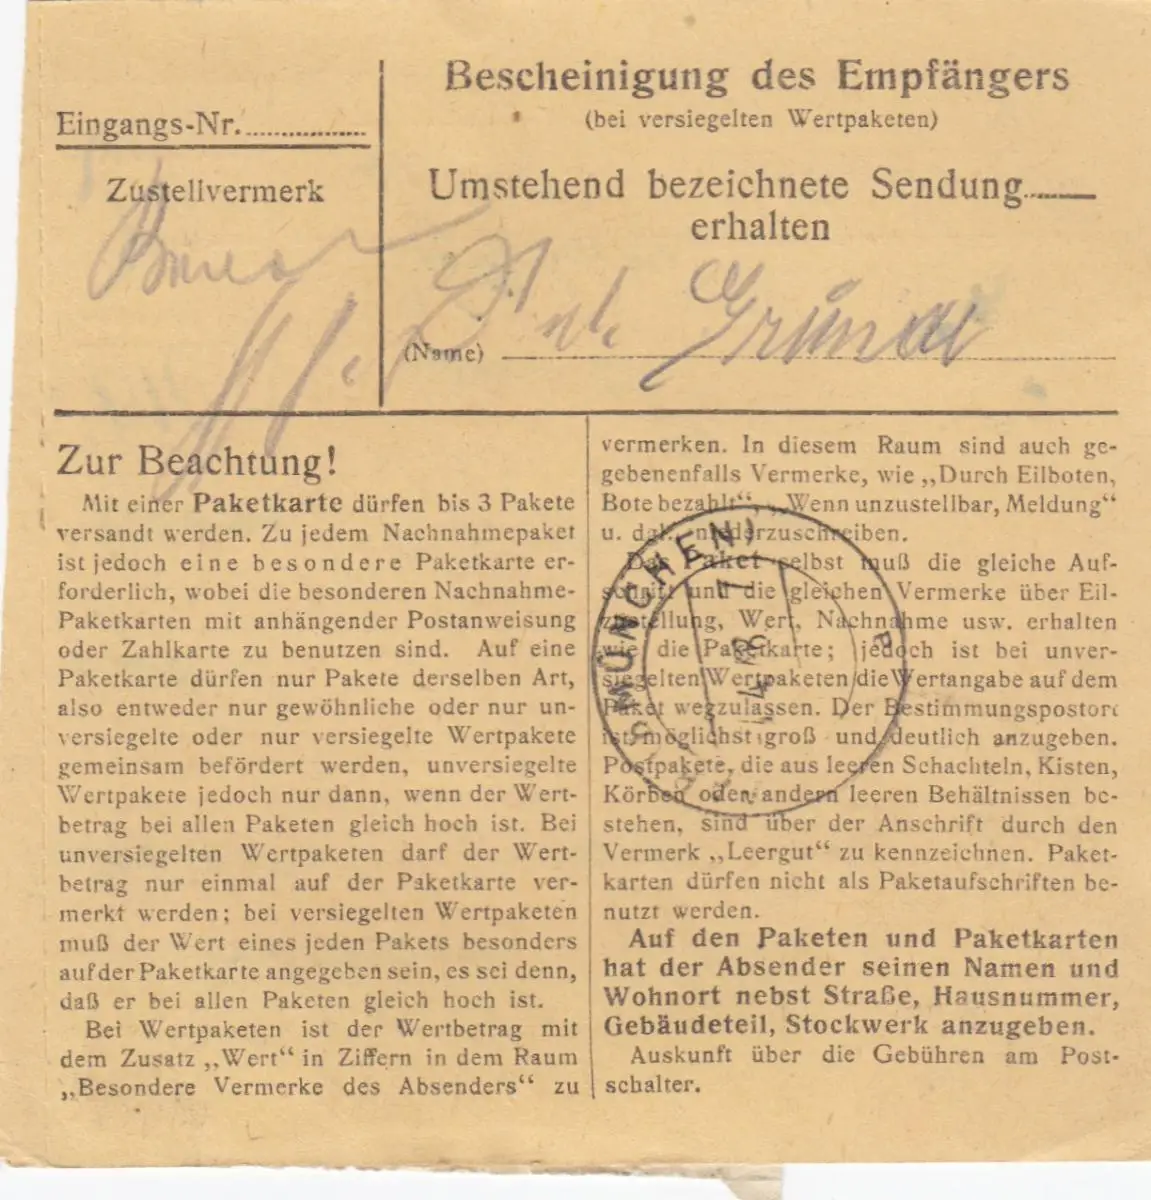 Eingangs-Nr.
Zustellvermerk
Bescheinigung des Empfängers
(bei versiegelten Wertpaketen)
Umstehend bezeichnete Sendung
erhalten
(Name)
Zur Beachtung!
Mit einer Paketkarte dürfen bis 3 Pakete
versandt werden. Zu jedem Nachnahmepaket
ist jedoch eine besondere Paketkarte er-
forderlich, wobei die besonderen Nachnahme-
Paketkarten mit anhängender Postanweisung
oder Zahlkarte zu benutzen sind. Auf eine
Paketkarte dürfen nur Pakete derselben Art,
also entweder nur gewöhnliche oder nur un-
versiegelte oder nur versiegelte Wertpakete
gemeinsam befördert werden, unversiegelte
Wertpakete jedoch nur dann, wenn der Wert-
betrag bei allen Paketen gleich hoch ist. Bei
unversiegelten Wertpaketen darf der Wert-
betrag nur einmal auf der Paketkarte ver-
merkt werden; bei versiegelten Wertpaketen
muß der Wert eines jeden Pakets besonders
auf der Paketkarte angegeben sein, es sei denn,
daß er bei allen Paketen gleich hoch ist.
Bei Wertpaketen ist der Wertbetrag mit
dem Zusatz „Wert“ in Ziffern in dem Raum
„Besondere Vermerke des Absenders“ zu
vermerken. In diesem Raum sind auch ge-
gebenenfalls Vermerke, wie „Durch Eilboten,
Bote bezahlt“, „Wenn unzustellbar, Meldung“
u. dgl. niederzuschreiben.
Das Paket selbst muß die gleiche Auf-
schrift und die gleichen Vermerke über Eil-
zustellung, Wert, Nachnahme usw. erhalten
wie die Paketkarte; jedoch ist bei unver-
siegelten Wertpaketen die Wertangabe auf dem
Paket wegzulassen. Der Bestimmungspostort
ist möglichst groß und deutlich anzugeben.
Postpakete, die aus leeren Schachteln, Kisten,
Körben oder andern leeren Behältnissen be-
stehen, sind über der Anschrift durch den
Vermerk „Leergut“ zu kennzeichnen. Paket-
karten dürfen nicht als Paketaufschriften be-
nutzt werden.
Auf den Paketen und Paketkarten
hat der Absender seinen Namen und
Wohnort nebst Straße, Hausnummer,
Gebäudeteil, Stockwerk anzugeben.
Auskunft über die Gebühren am Post-
schalter.
MÜNCHEN